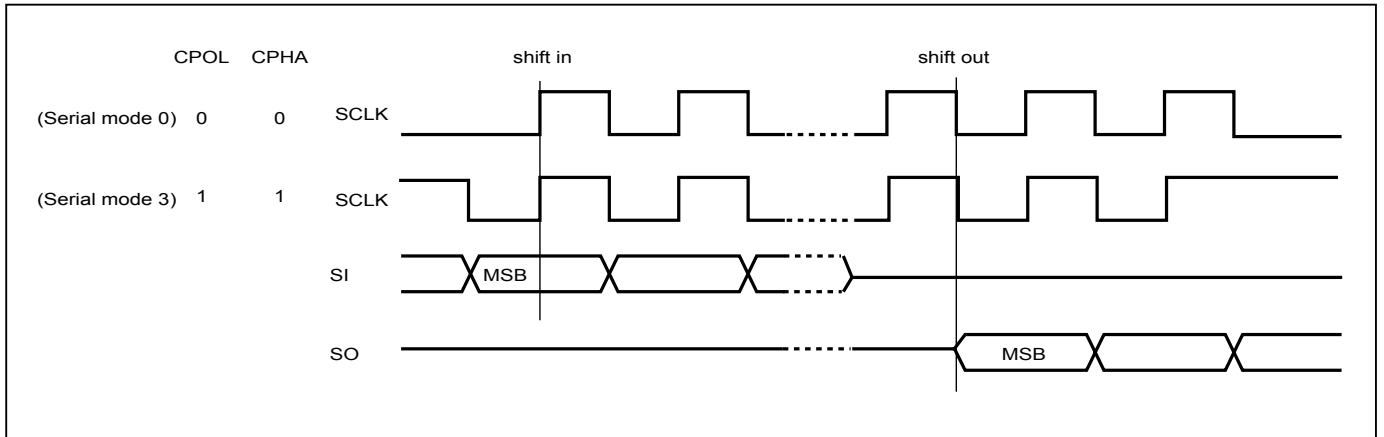 CPOL CPHA shift in shift out
(Serial mode 0) 0 0 SCLK
(Serial mode 3) 1 1 SCLK
SI MSB
SO MSB